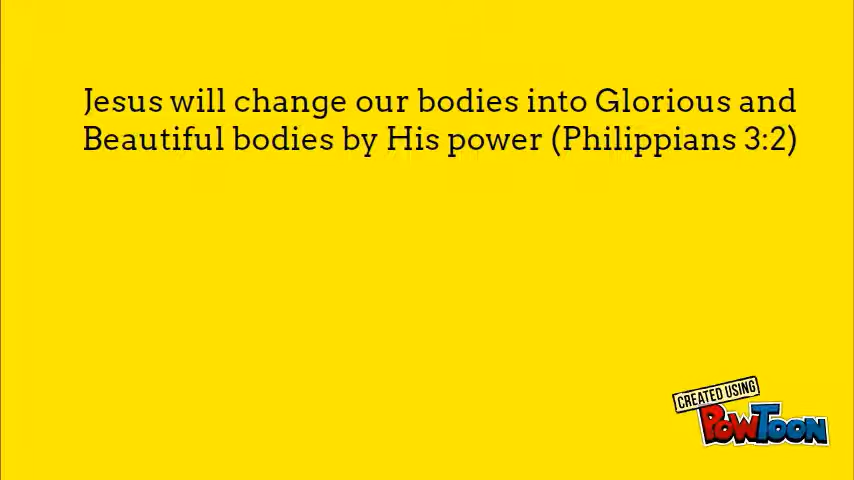 Jesus will change our bodies into Glorious and
Beautiful bodies by His power (Philippians 3:2)
CREATED USING
POWTOON